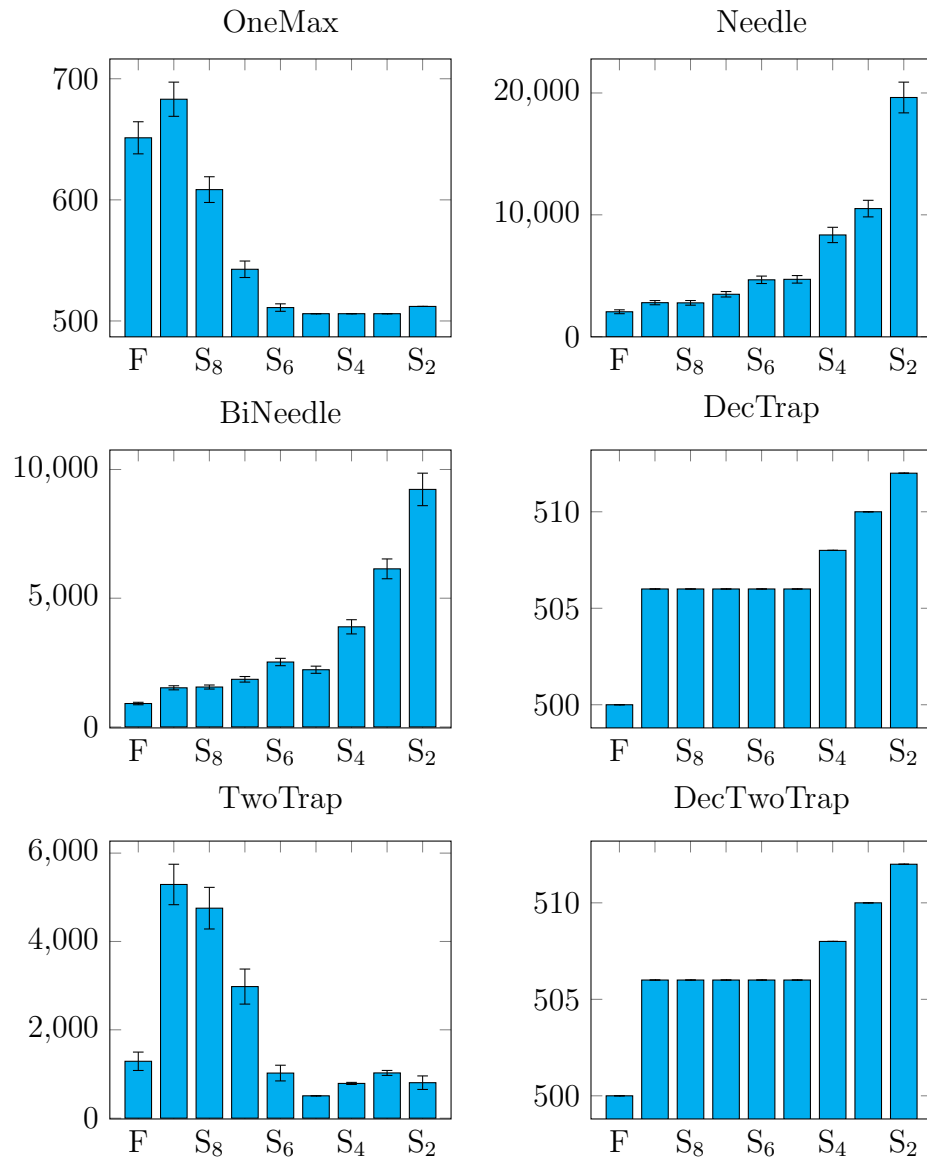 OneMax
700
600
500
F S₈ S₆ S₄ S₂
Needle
20,000
10,000
0
F S₈ S₆ S₄ S₂
BiNeedle
10,000
5,000
0
F S₈ S₆ S₄ S₂
DecTrap
510
505
500
F S₈ S₆ S₄ S₂
TwoTrap
6,000
4,000
2,000
0
F S₈ S₆ S₄ S₂
DecTwoTrap
510
505
500
F S₈ S₆ S₄ S₂